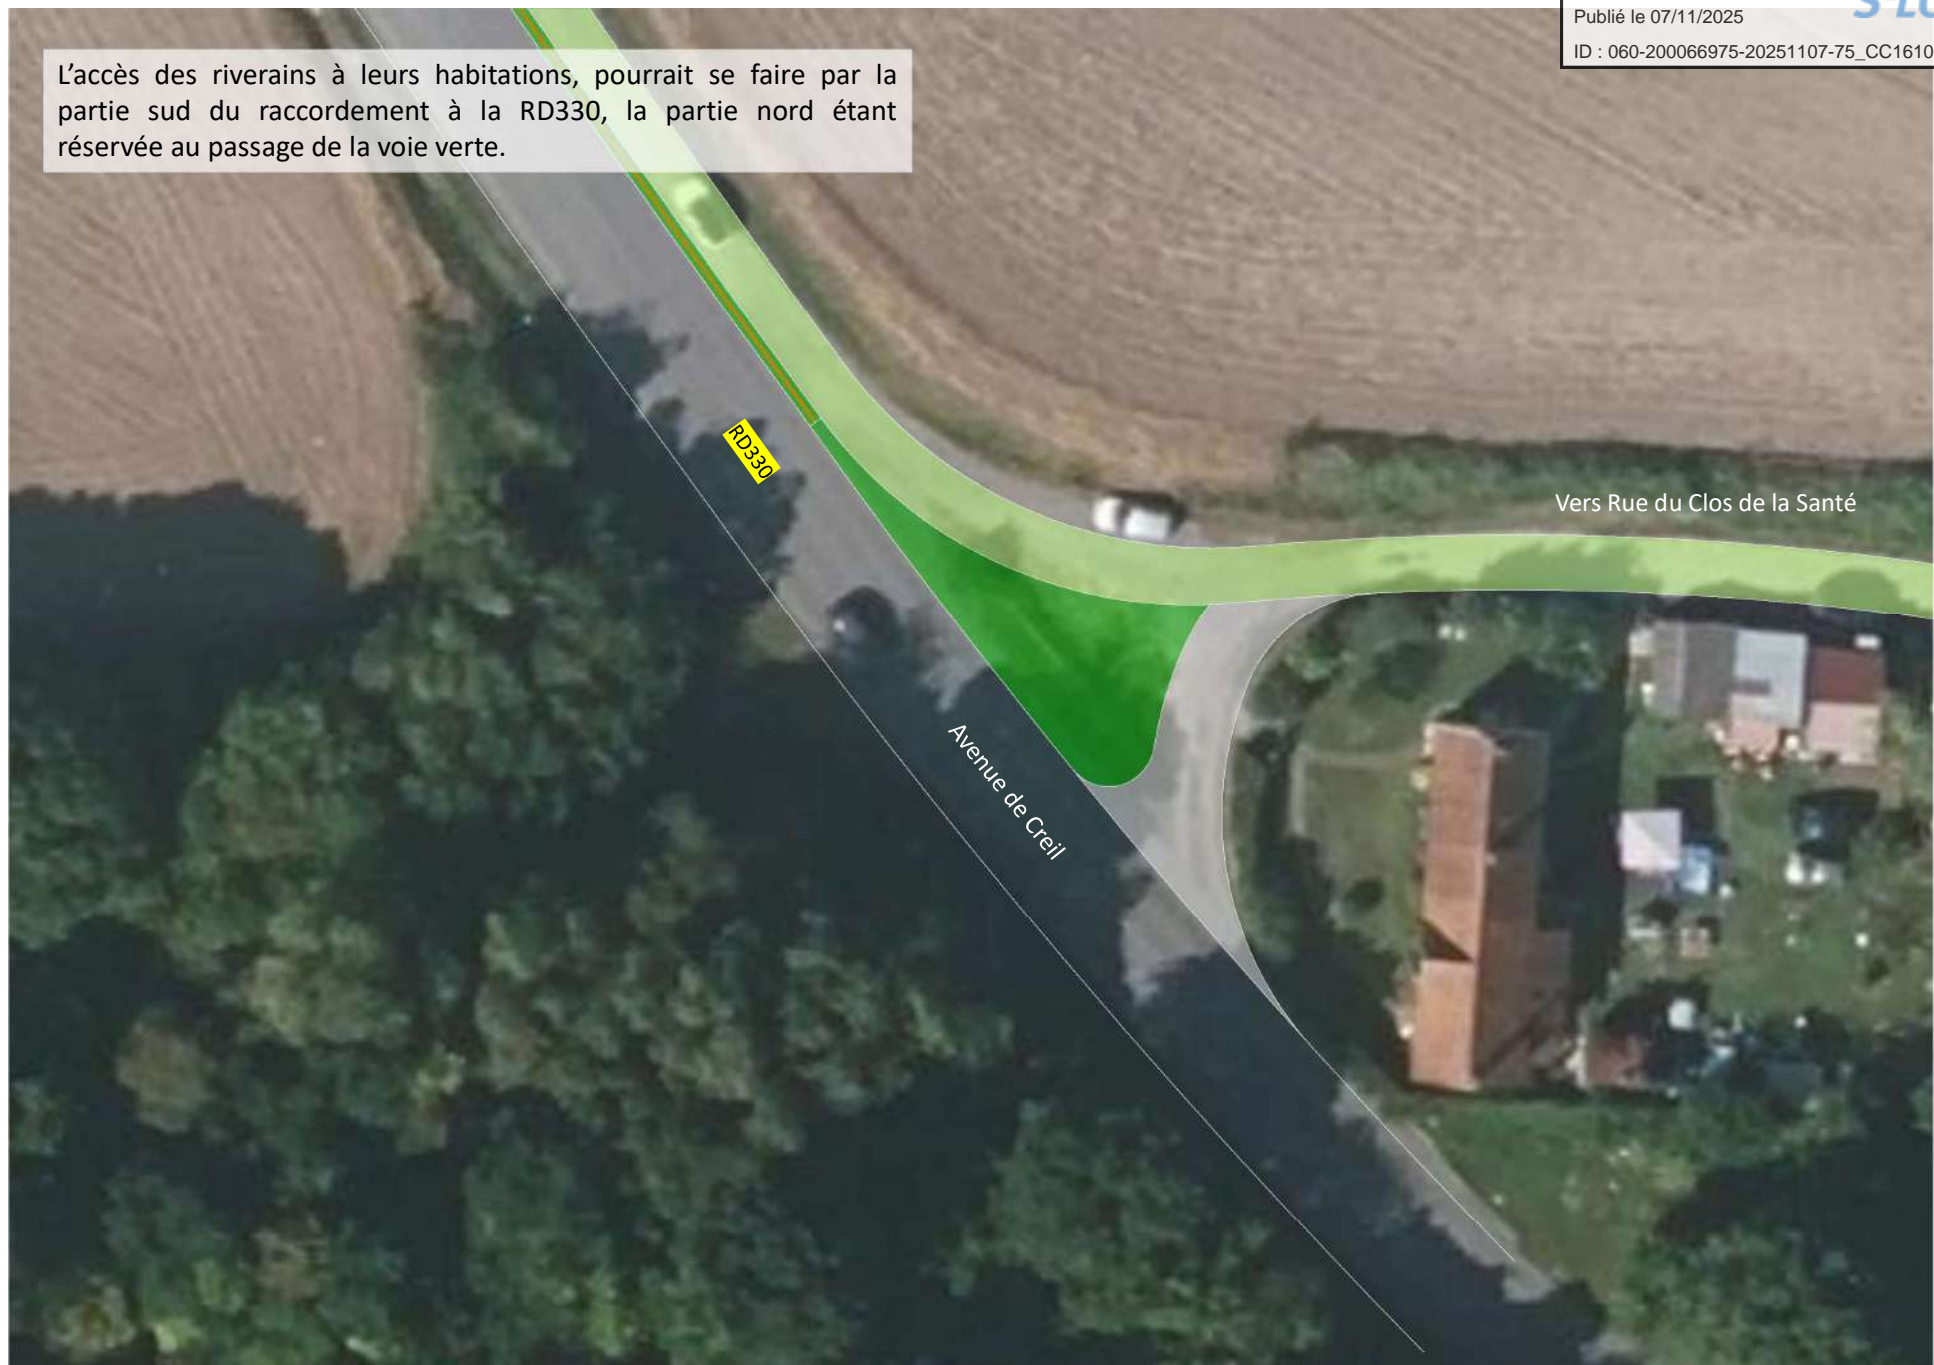 Publié le 07/11/2025
ID : 060-200066975-20251107-75_CC1610
L'accès des riverains à leurs habitations, pourrait se faire par la
partie sud du raccordement à la RD330, la partie nord étant
réservée au passage de la voie verte.
RD330
Vers Rue du Clos de la Santé
Avenue de Creil